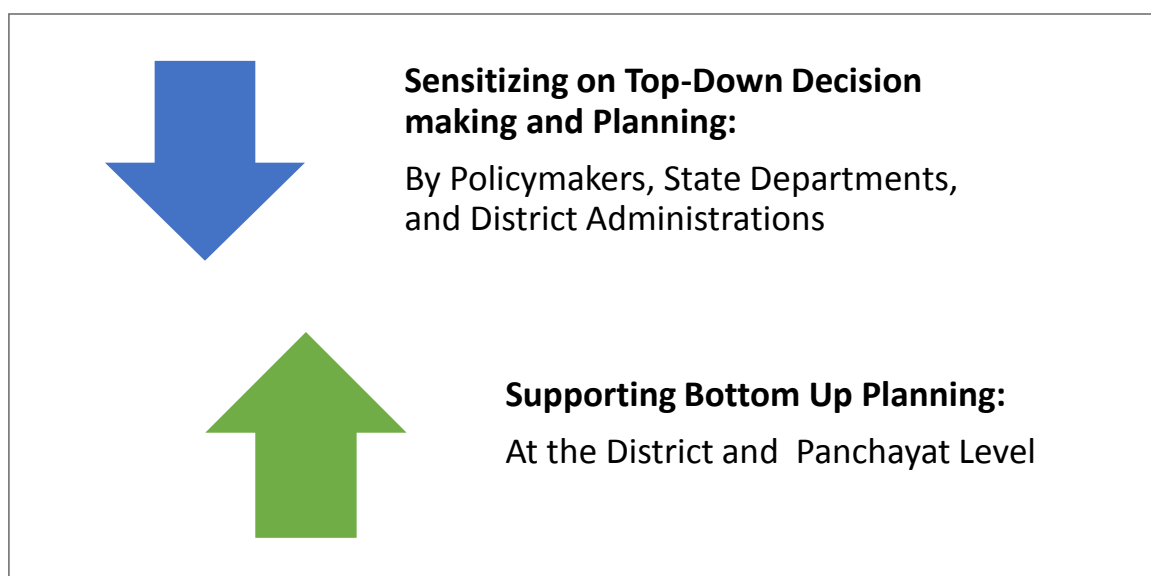 Sensitizing on Top-Down Decision
making and Planning:
By Policymakers, State Departments,
and District Administrations
Supporting Bottom Up Planning:
At the District and  Panchayat Level